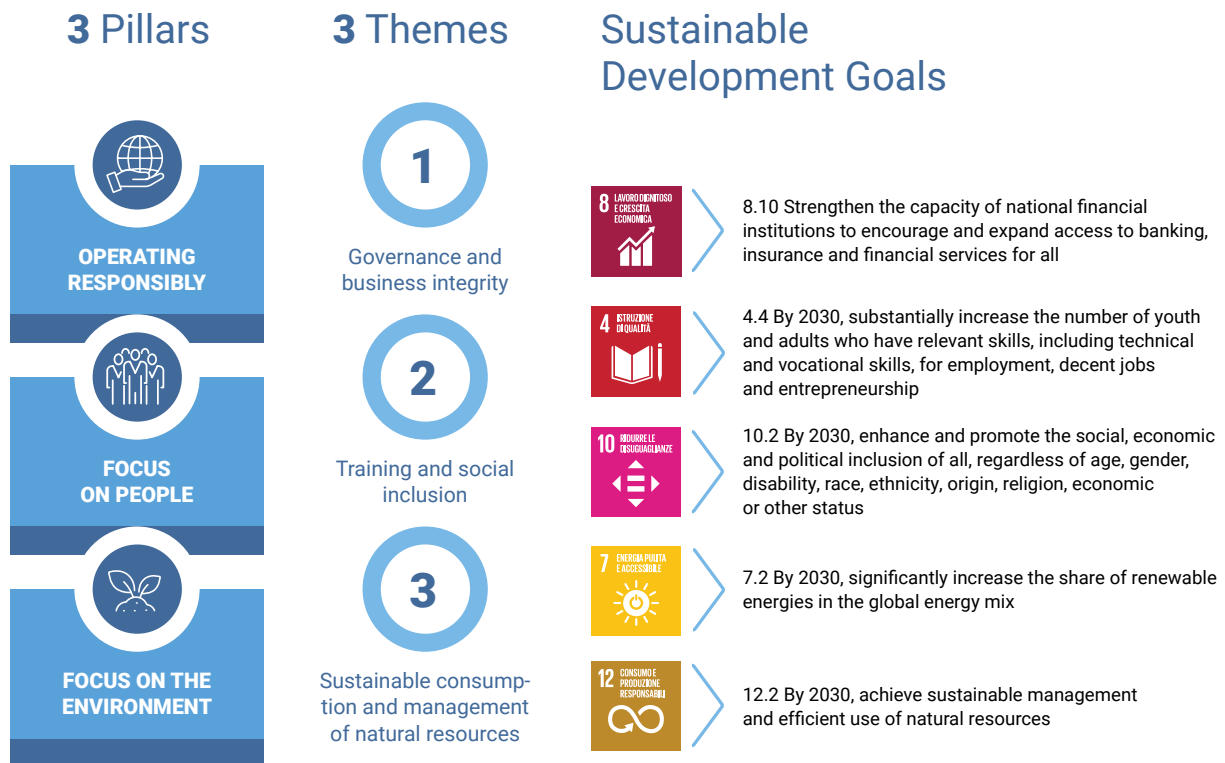 3 Pillars
3 Themes
Sustainable
Development Goals
OPERATING
RESPONSIBLY
1
Governance and
business integrity
8 LAVORO DIGNITOSO
E CRESCITA
ECONOMICA
8.10 Strengthen the capacity of national financial
institutions to encourage and expand access to banking,
insurance and financial services for all
4 ISTRUZIONE
DI QUALITÀ
4.4 By 2030, substantially increase the number of youth
and adults who have relevant skills, including technical
and vocational skills, for employment, decent jobs
and entrepreneurship
FOCUS
ON PEOPLE
2
Training and social
inclusion
10 RIDURRE LE
DISUGUAGLIANZE
10.2 By 2030, enhance and promote the social, economic
and political inclusion of all, regardless of age, gender,
disability, race, ethnicity, origin, religion, economic
or other status
FOCUS ON THE
ENVIRONMENT
3
Sustainable consump-
tion and management
of natural resources
7 ENERGIA PULITA
E ACCESSIBILE
7.2 By 2030, significantly increase the share of renewable
energies in the global energy mix
12 CONSUMO E
PRODUZIONE
RESPONSABILI
12.2 By 2030, achieve sustainable management
and efficient use of natural resources